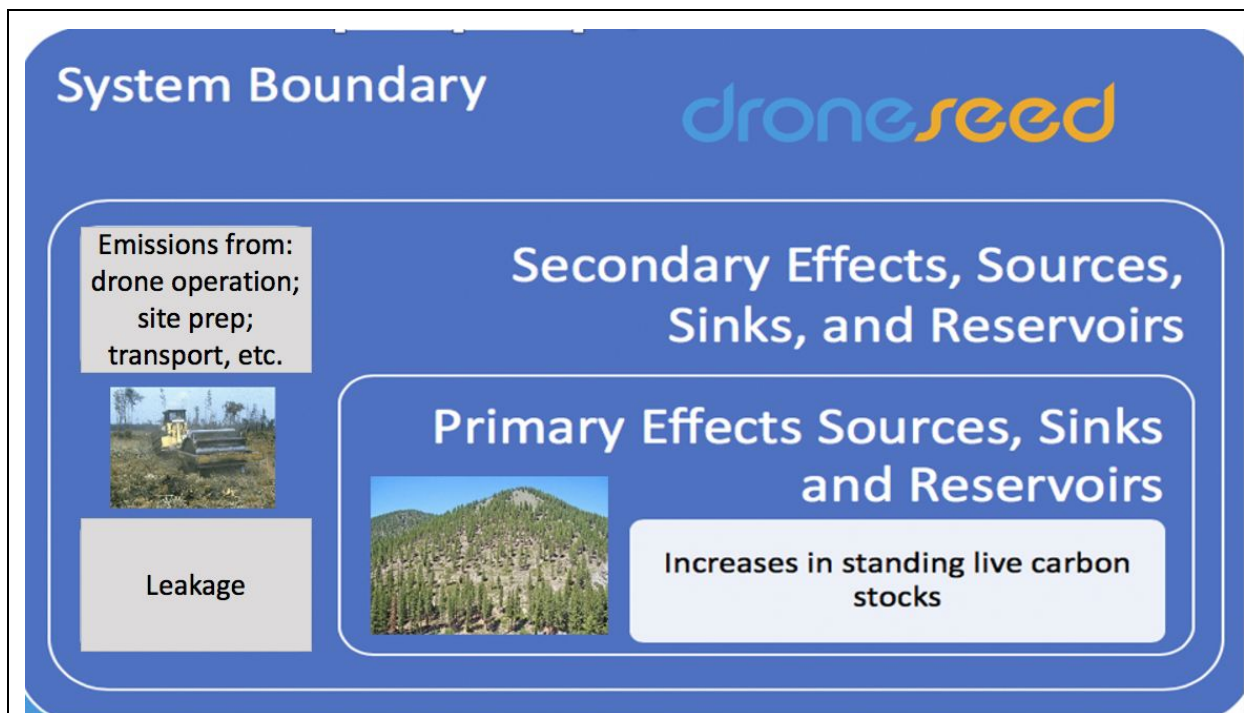 System Boundary
droneseed
Emissions from:
drone operation;
site prep;
transport, etc.
Secondary Effects, Sources,
Sinks, and Reservoirs
Primary Effects Sources, Sinks
and Reservoirs
Increases in standing live carbon
stocks
Leakage